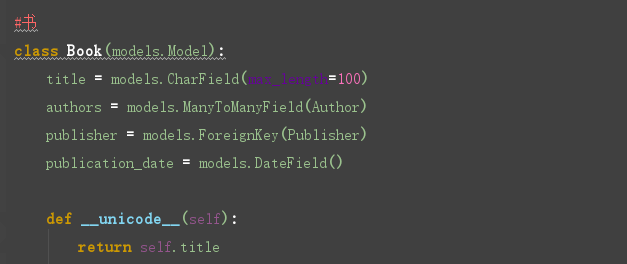 #书
class Book(models.Model):
title = models.CharField(max_length=100)
authors = models.ManyToManyField(Author)
publisher = models.ForeignKey(Publisher)
publication_date = models.DateField()
def __unicode__(self):
return self.title